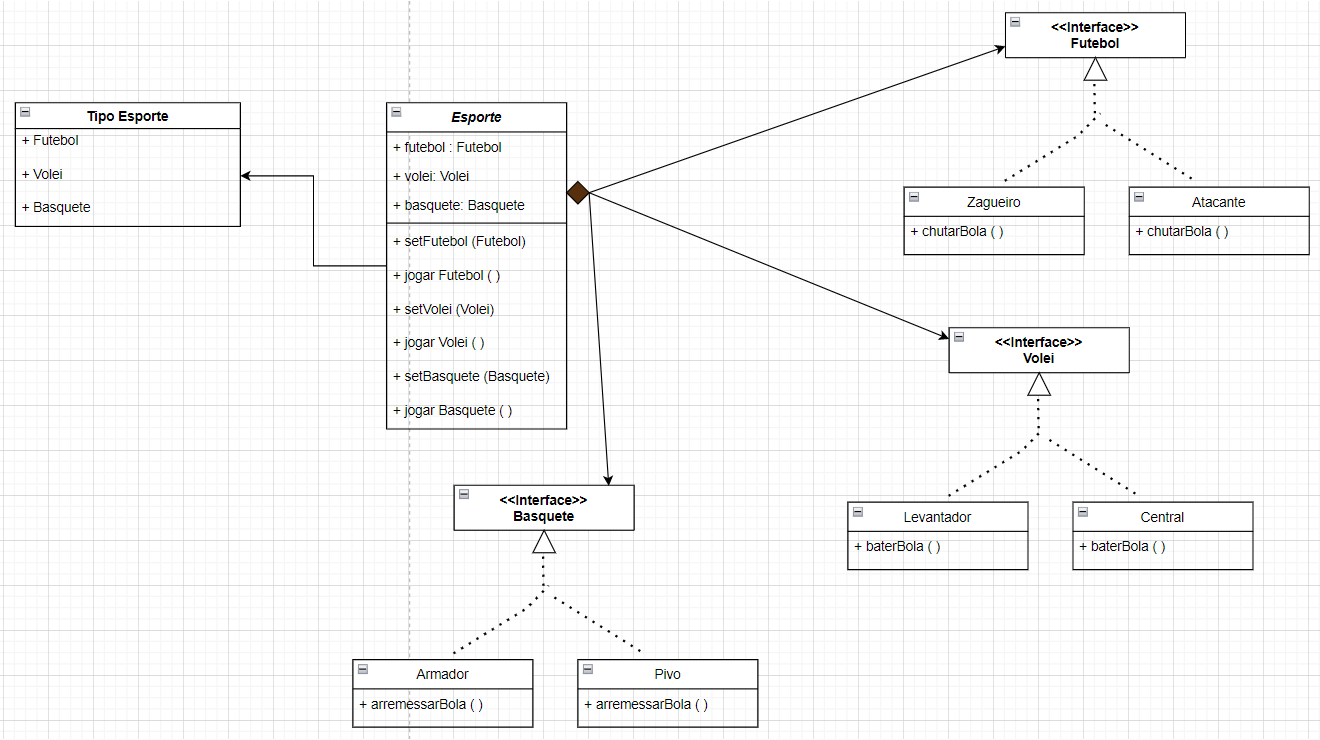 <<Interface>>
Futebol
Zagueiro
+ chutarBola ( )
Atacante
+ chutarBola ( )
Tipo Esporte
+ Futebol
+ Volei
+ Basquete
Esporte
+ futebol : Futebol
+ volei: Volei
+ basquete: Basquete
+ setFutebol (Futebol)
+ jogar Futebol ( )
+ setVolei (Volei)
+ jogar Volei ( )
+ setBasquete (Basquete)
+ jogar Basquete ( )
<<Interface>>
Volei
Levantador
+ baterBola ( )
Central
+ baterBola ( )
<<Interface>>
Basquete
Armador
+ arremessarBola ( )
Pivo
+ arremessarBola ( )